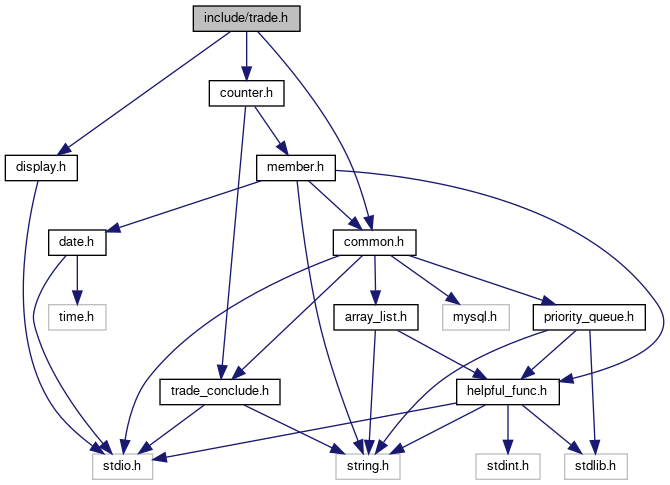 include/trade.h
counter.h
display.h
member.h
date.h
common.h
time.h
array_list.h
mysql.h
priority_queue.h
trade_conclude.h
helpful_func.h
stdio.h
string.h
stdint.h
stdlib.h